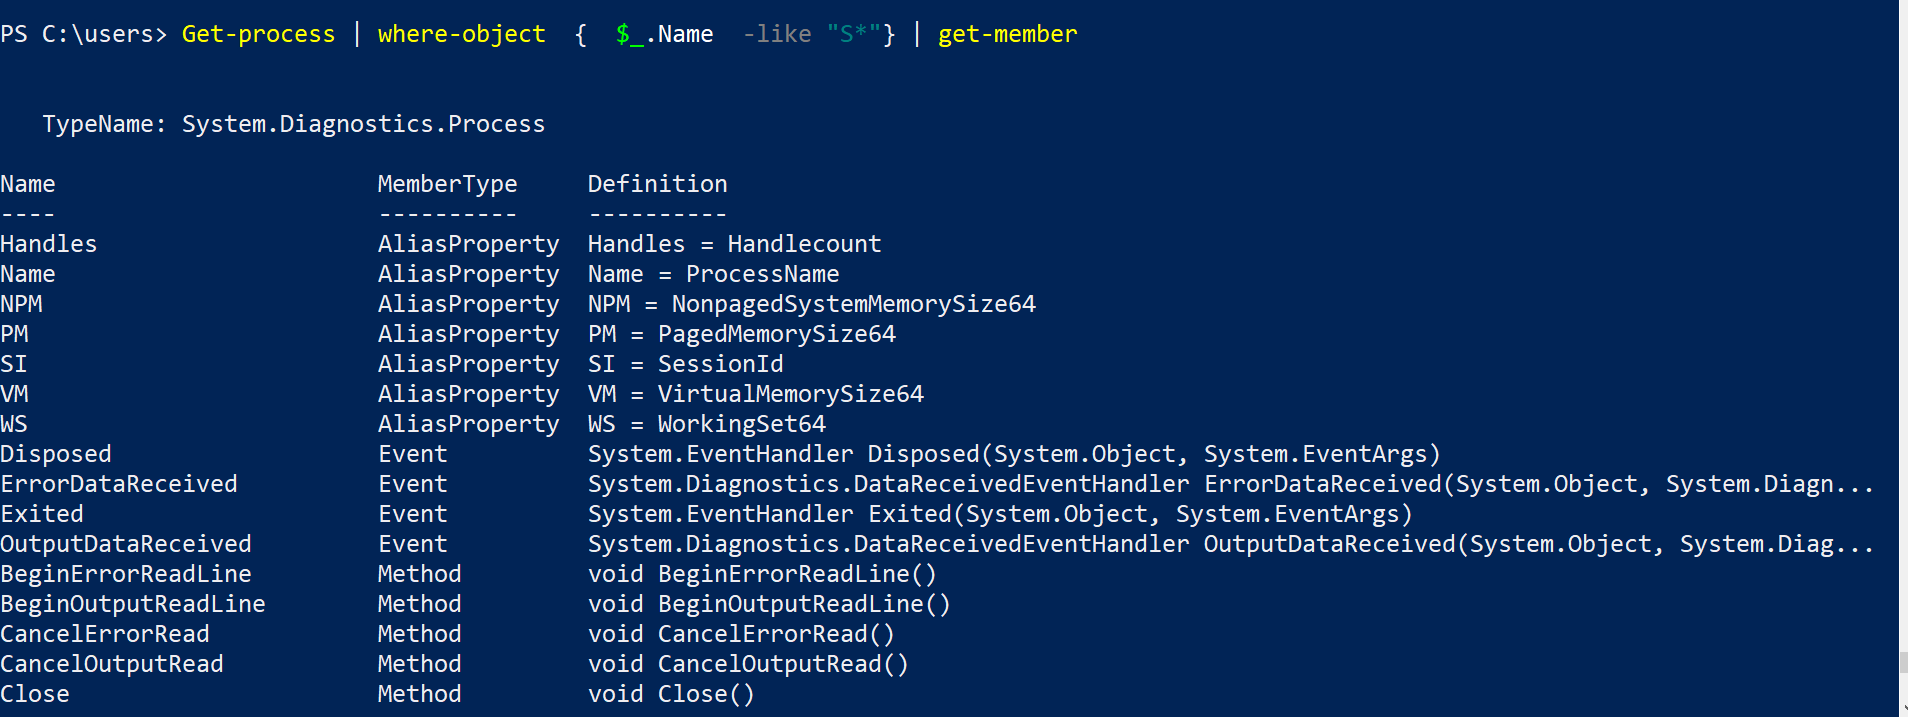 PS C:\users> Get-process | where-object  {  $_.Name  -like "S*"} | get-member
TypeName: System.Diagnostics.Process
Name                       MemberType     Definition
----                       ----------     ----------
Handles                    AliasProperty  Handles = Handlecount
Name                       AliasProperty  Name = ProcessName
NPM                        AliasProperty  NPM = NonpagedSystemMemorySize64
PM                         AliasProperty  PM = PagedMemorySize64
SI                         AliasProperty  SI = SessionId
VM                         AliasProperty  VM = VirtualMemorySize64
WS                         AliasProperty  WS = WorkingSet64
Disposed                   Event          System.EventHandler Disposed(System.Object, System.EventArgs)
ErrorDataReceived          Event          System.Diagnostics.DataReceivedEventHandler ErrorDataReceived(System.Object, System.Diagn...
Exited                     Event          System.EventHandler Exited(System.Object, System.EventArgs)
OutputDataReceived         Event          System.Diagnostics.DataReceivedEventHandler OutputDataReceived(System.Object, System.Diag...
BeginErrorReadLine         Method         void BeginErrorReadLine()
BeginOutputReadLine        Method         void BeginOutputReadLine()
CancelErrorRead            Method         void CancelErrorRead()
CancelOutputRead           Method         void CancelOutputRead()
Close                      Method         void Close()